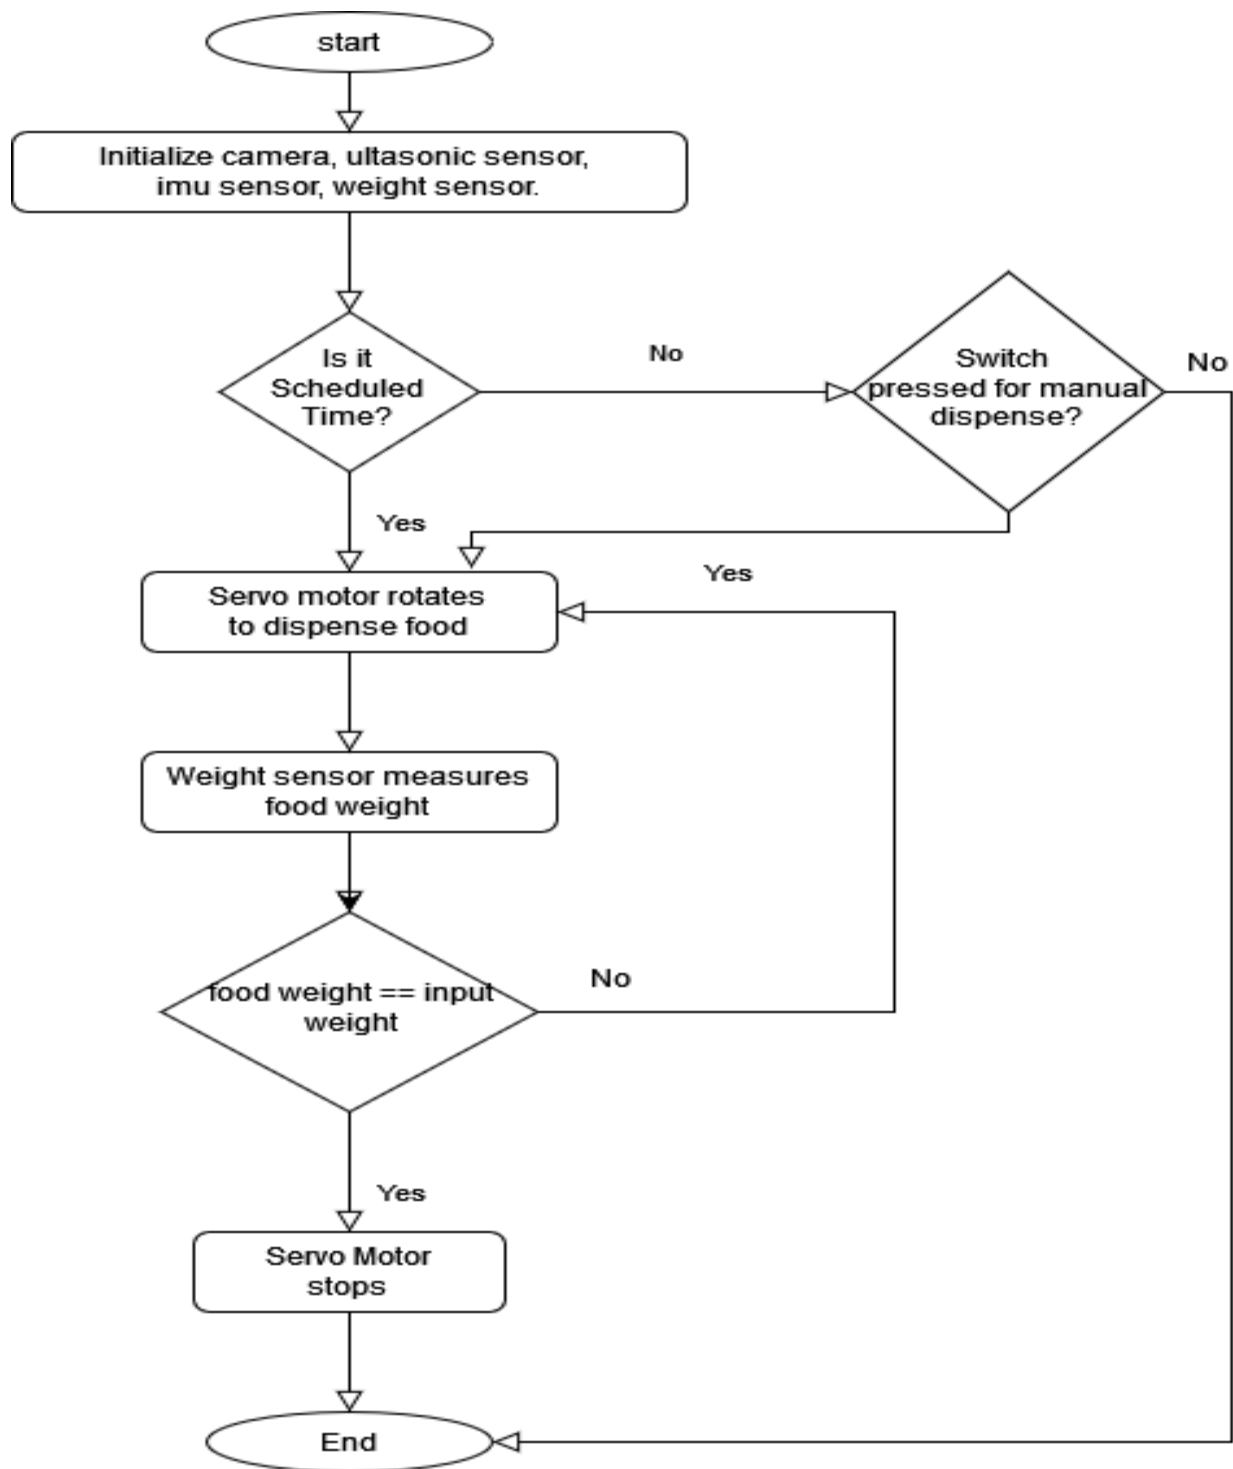 start
Initialize camera, ultasonic sensor,
imu sensor, weight sensor.
Is it
Scheduled
Time?
No
Switch
pressed for manual
dispense?
No
Yes
Yes
Servo motor rotates
to dispense food
Weight sensor measures
food weight
food weight == input
weight
No
Yes
Servo Motor
stops
End